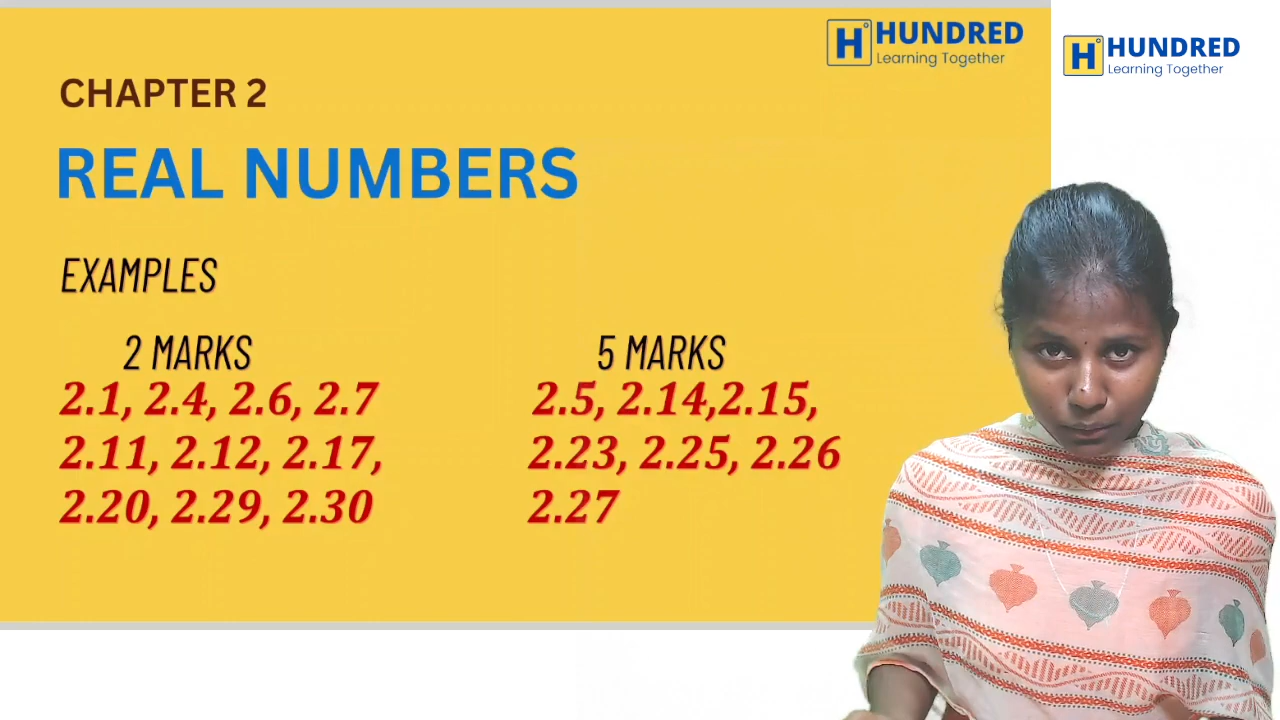 HUNDRED
Learning Together
HUNDRED
Learning Together
CHAPTER 2
REAL NUMBERS
EXAMPLES
2 MARKS
2.1, 2.4, 2.6, 2.7
2.11, 2.12, 2.17,
2.20, 2.29, 2.30
5 MARKS
2.5, 2.14,2.15,
2.23, 2.25, 2.26
2.27